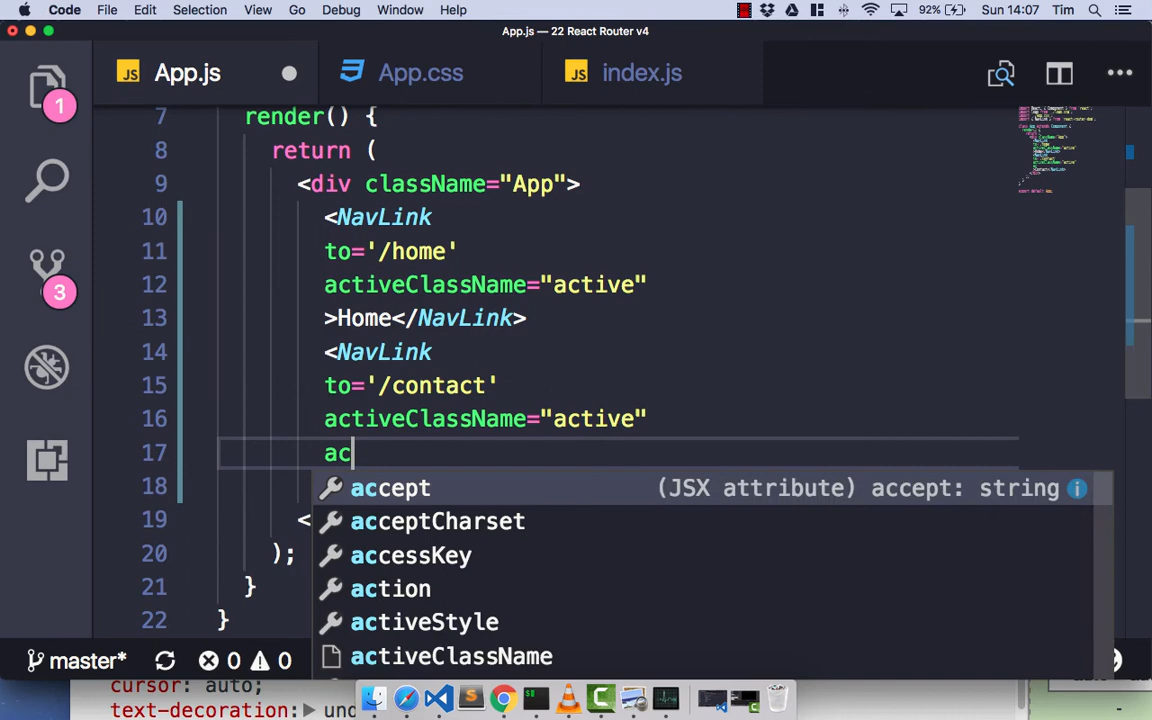 Code File Edit Selection View Go Debug Window Help 92% Sun 14:07 Tim
App.js — 22 React Router v4
JS App.js App.css JS index.js
1
3
7 render() {
8 return (
9 <div className="App">
10 <NavLink
11 to='/home'
12 activeClassName="active"
13 >Home</NavLink>
14 <NavLink
15 to='/contact'
16 activeClassName="active"
17 ac
18
19 <
20 );
21 }
22 }
accept (JSX attribute) accept: string
acceptCharset
accessKey
action
activeStyle
activeClassName
master* 0 0
cursor: auto;
text-decoration: und